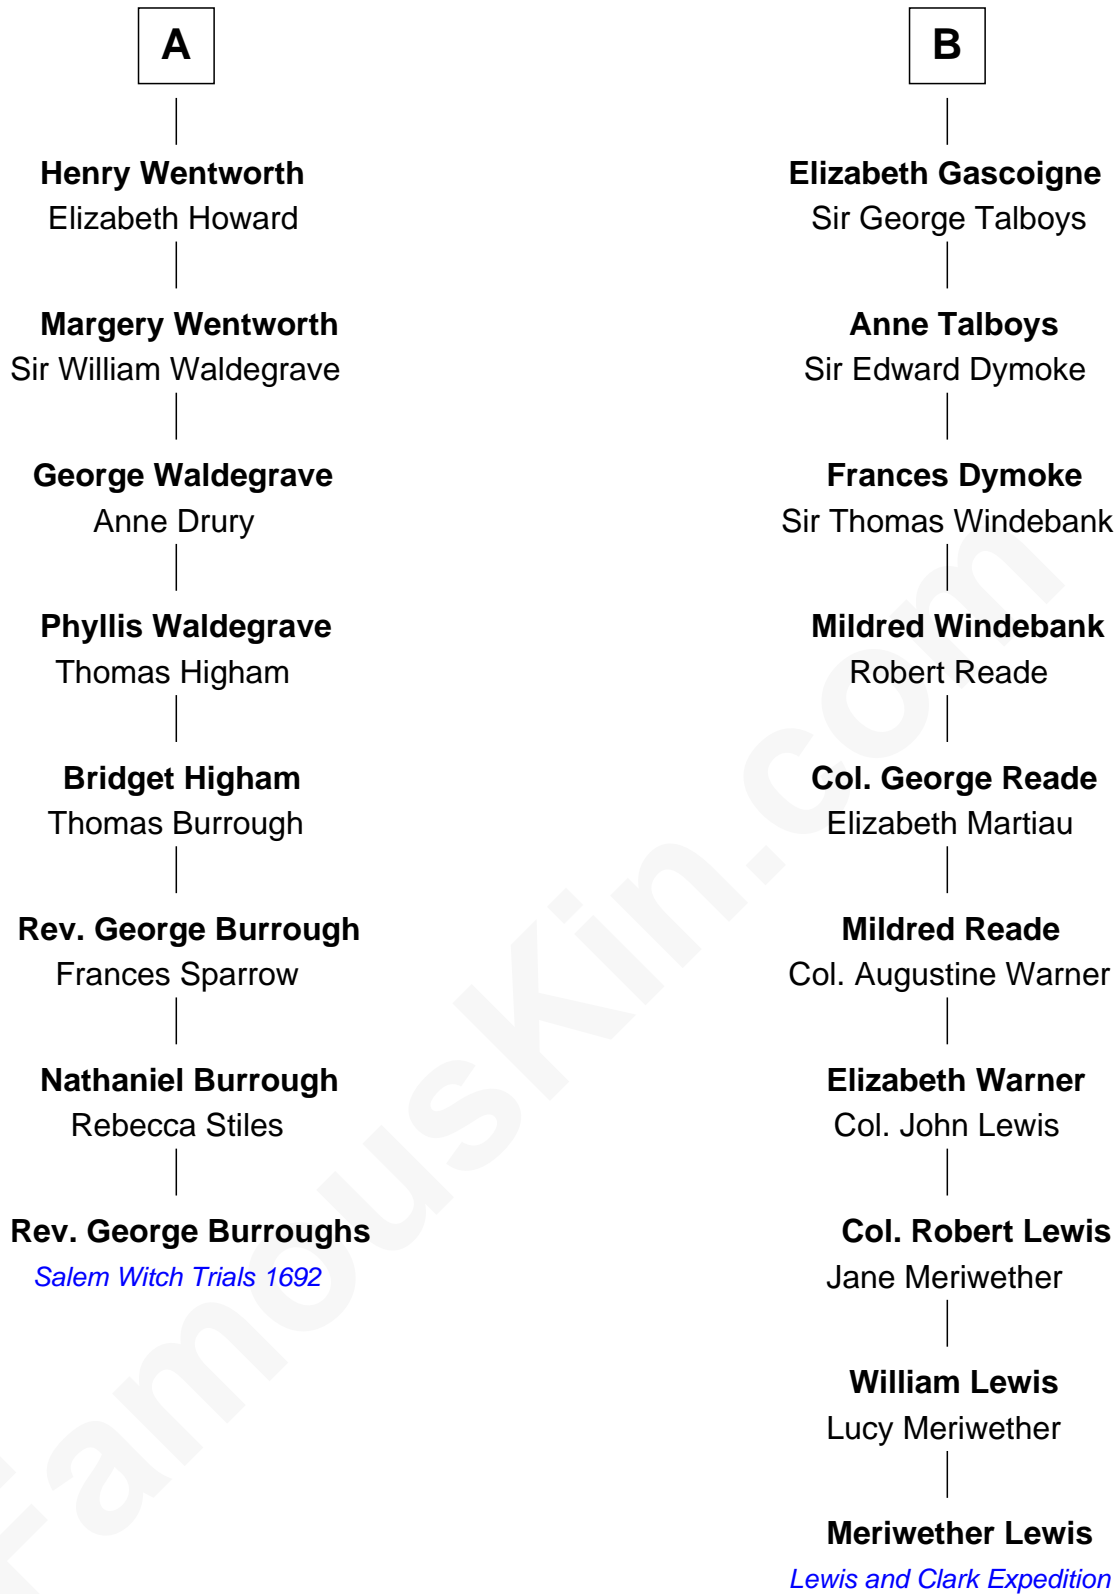 A
Henry Wentworth
Elizabeth Howard
Margery Wentworth
Sir William Waldegrave
George Waldegrave
Anne Drury
Phyllis Waldegrave
Thomas Higham
Bridget Higham
Thomas Burrough
Rev. George Burrough
Frances Sparrow
Nathaniel Burrough
Rebecca Stiles
Rev. George Burroughs
Salem Witch Trials 1692
B
Elizabeth Gascoigne
Sir George Talboys
Anne Talboys
Sir Edward Dymoke
Frances Dymoke
Sir Thomas Windebank
Mildred Windebank
Robert Reade
Col. George Reade
Elizabeth Martiau
Mildred Reade
Col. Augustine Warner
Elizabeth Warner
Col. John Lewis
Col. Robert Lewis
Jane Meriwether
William Lewis
Lucy Meriwether
Meriwether Lewis
Lewis and Clark Expedition
FamousKin.com